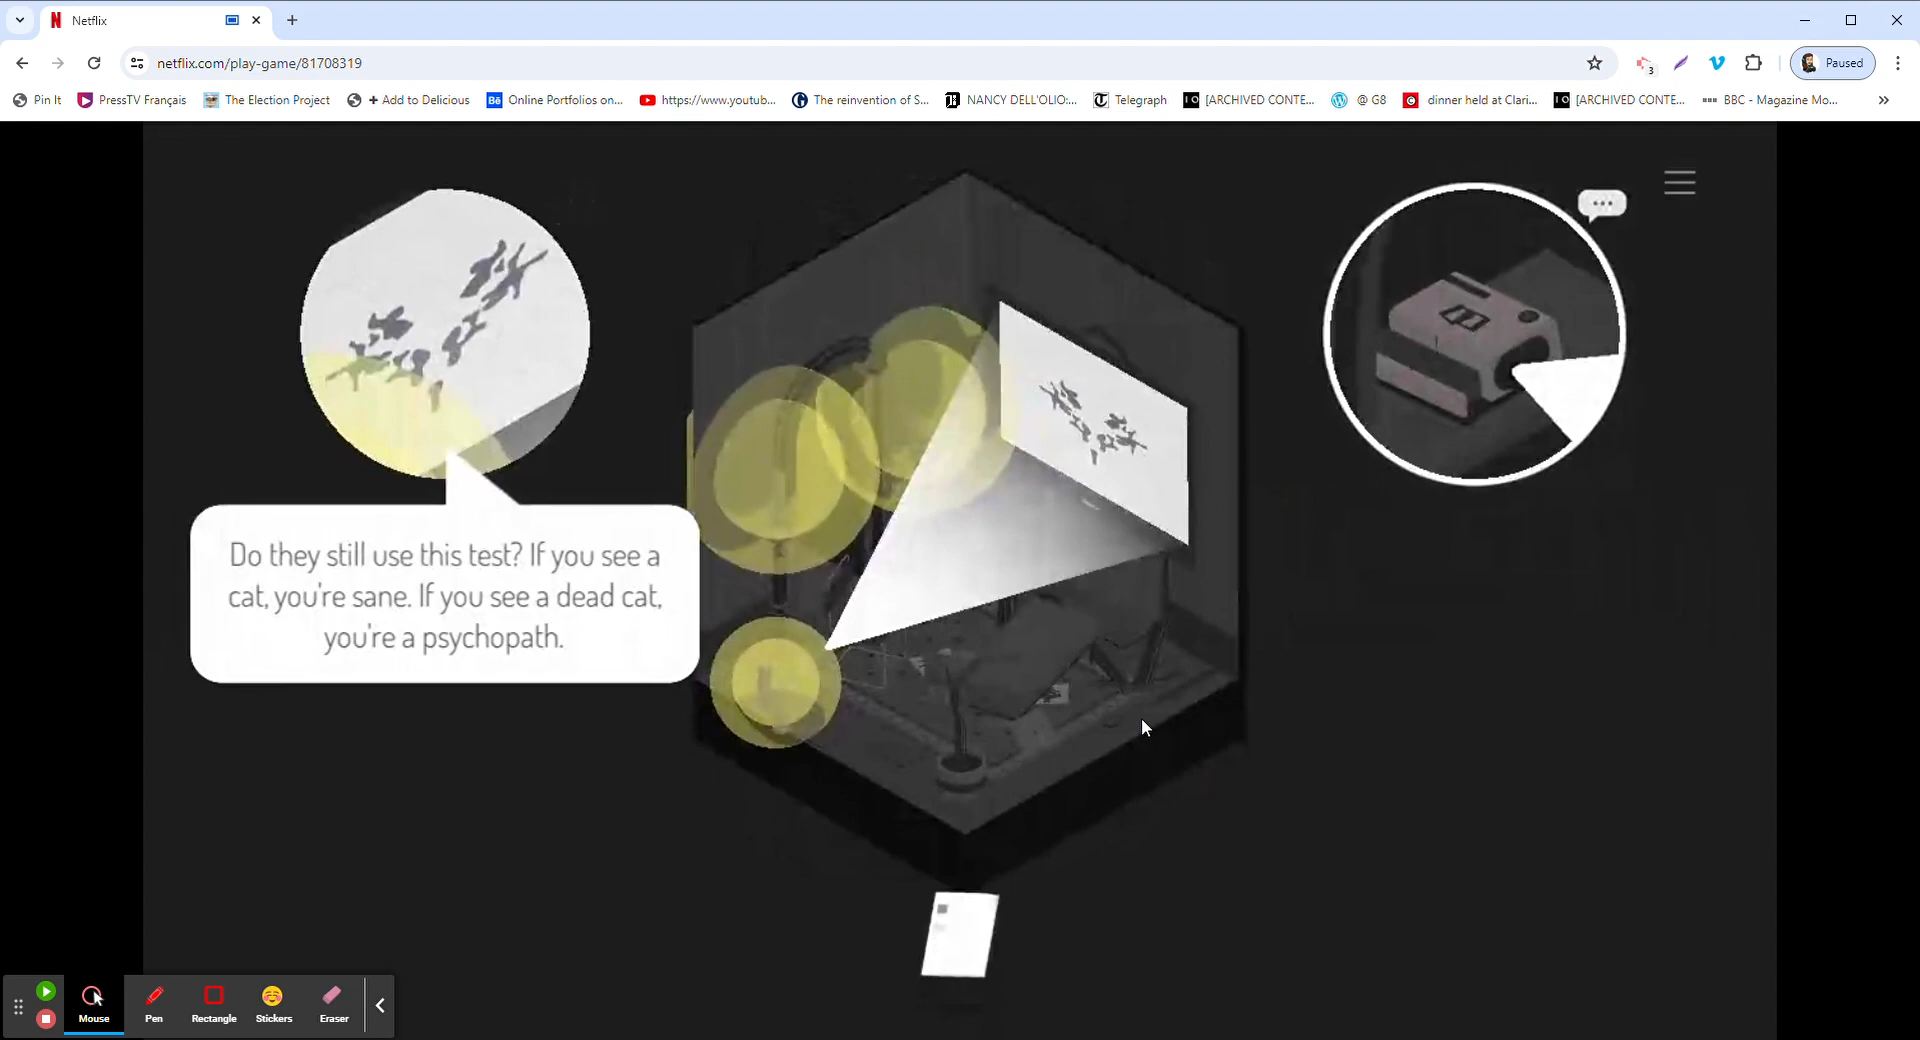 Netflix
netflix.com/play-game/81708319
3
Paused
Pin It
PressTV Français
The Election Project
+ Add to Delicious
Online Portfolios on...
https://www.youtub...
The reinvention of S...
NANCY DELL'OLIO:...
Telegraph
[ARCHIVED CONTE...
@ G8
dinner held at Clari...
[ARCHIVED CONTE...
BBC - Magazine Mo...
Do they still use this test? If you see a
cat, you're sane. If you see a dead cat,
you're a psychopath.
Mouse
Pen
Rectangle
Stickers
Eraser